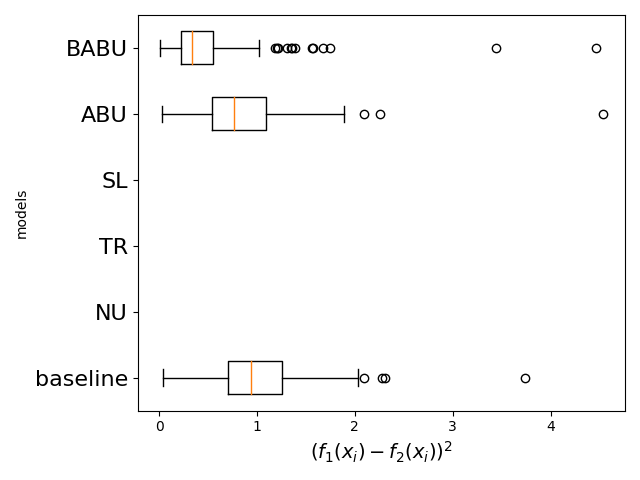 BABU
ABU
SL
TR
NU
baseline
models
0 1 2 3 4
(f₁(xᵢ) − f₂(xᵢ))²